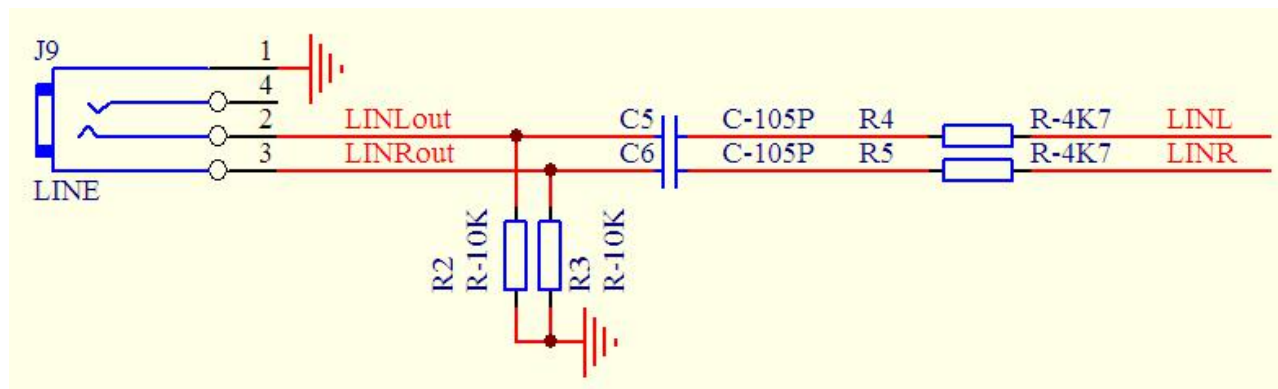 J9
1
4
2
3
LINE
LINLout
LINRout
C5 C-105P R4 R-4K7 LINL
C6 C-105P R5 R-4K7 LINR
R2
R-10K
R3
R-10K